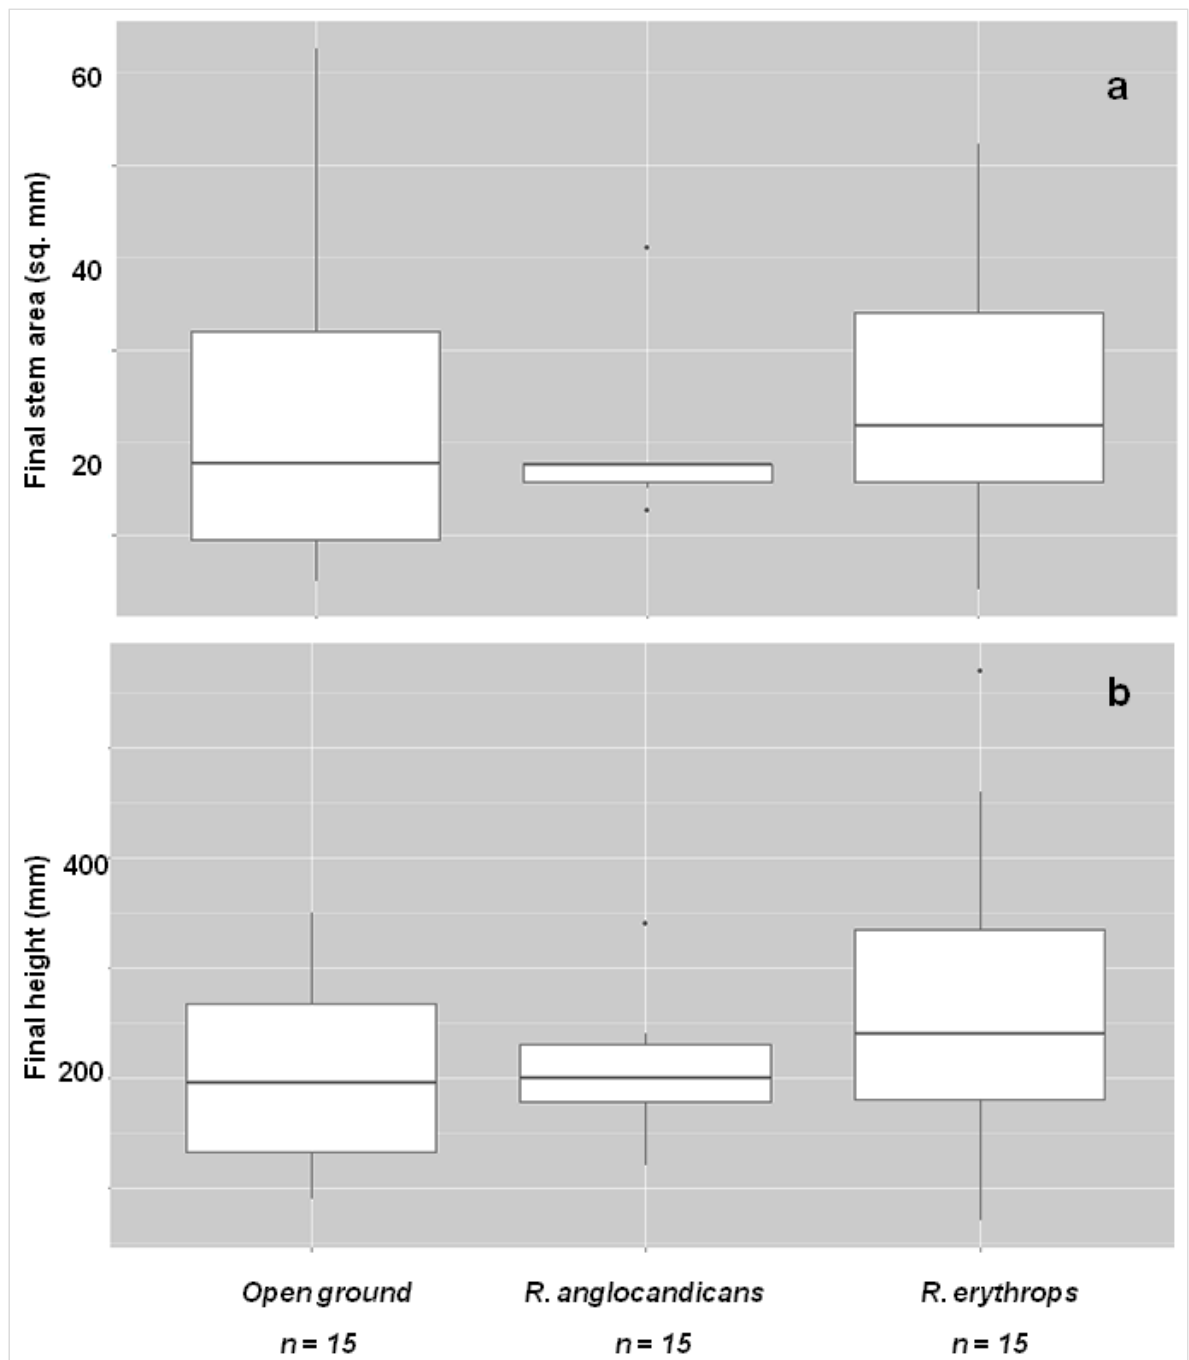 a
60
40
20
Final stem area (sq. mm)
b
400
200
Final height (mm)
Open ground R. anglocandicans R. erythrops
n = 15 n = 15 n = 15